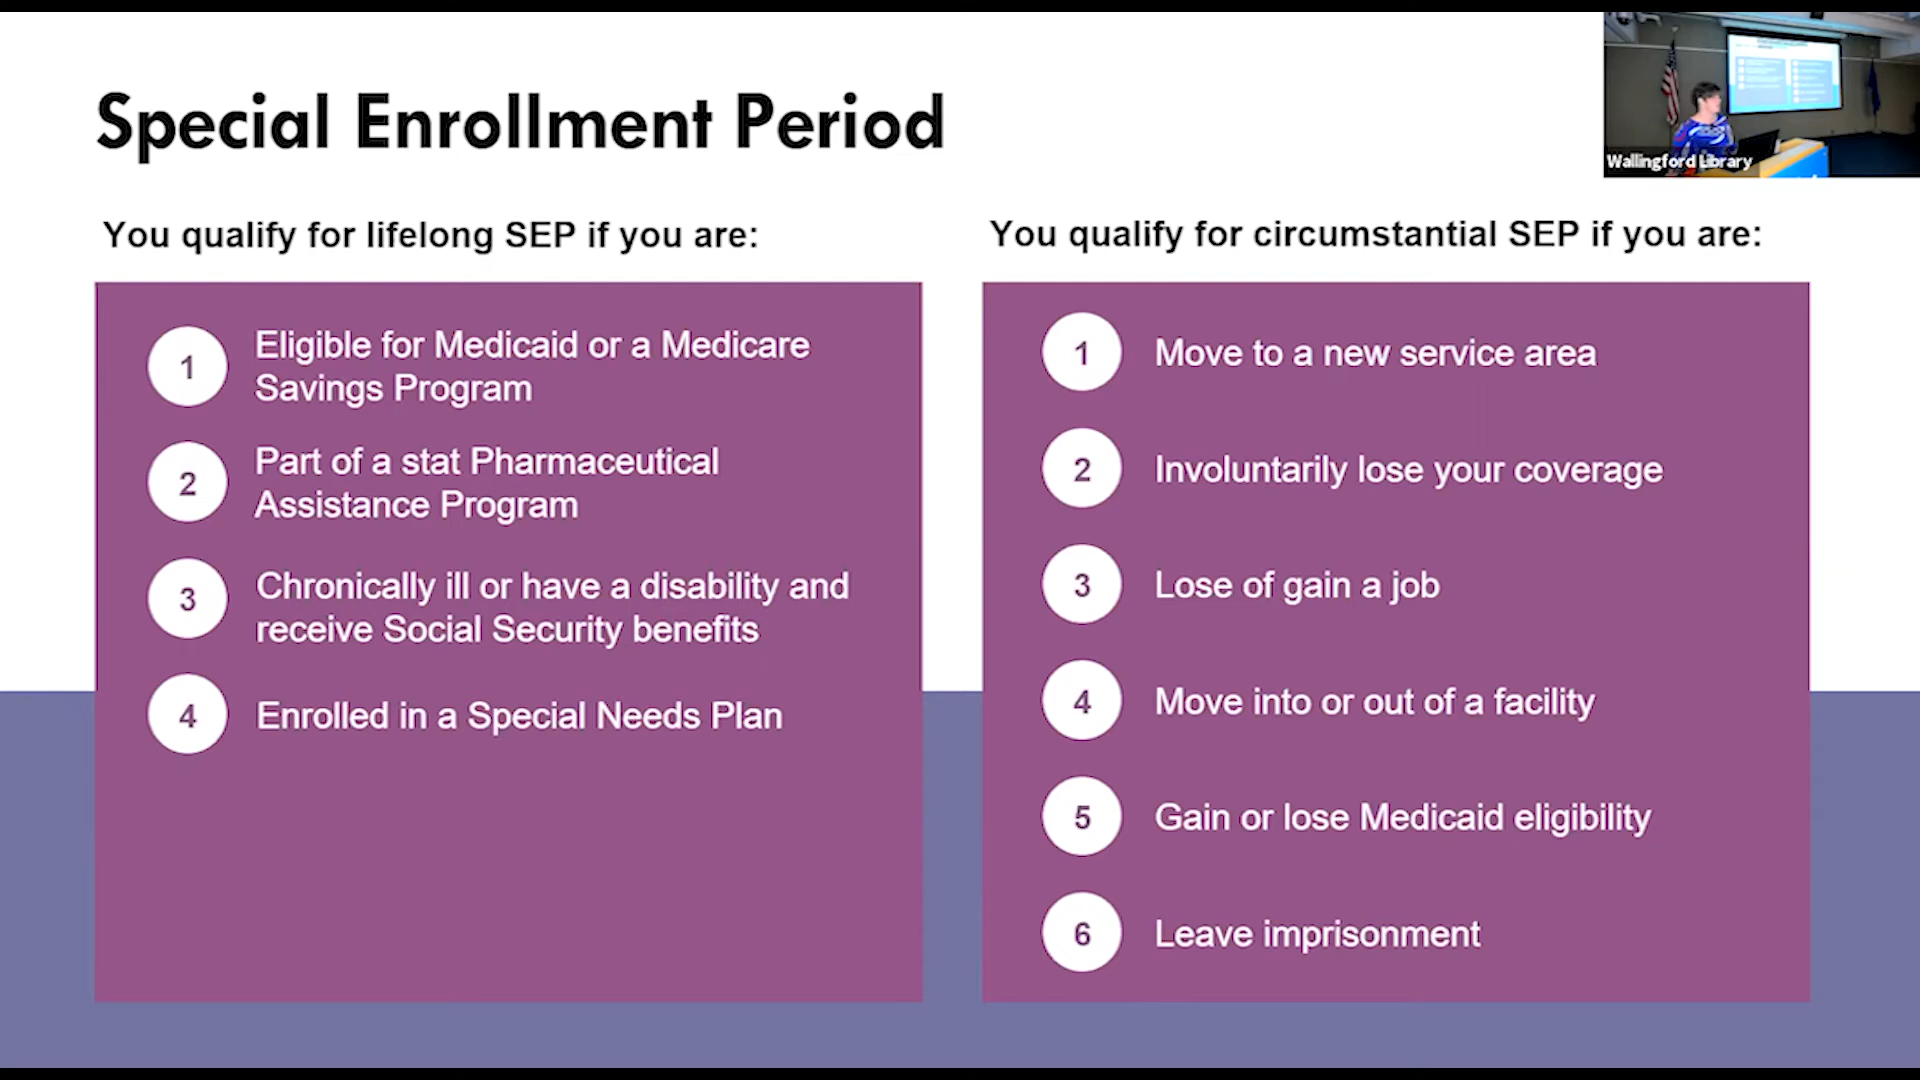 Special Enrollment Period
Wallingford Library
You qualify for lifelong SEP if you are:
1
Eligible for Medicaid or a Medicare
Savings Program
2
Part of a stat Pharmaceutical
Assistance Program
3
Chronically ill or have a disability and
receive Social Security benefits
4
Enrolled in a Special Needs Plan
You qualify for circumstantial SEP if you are:
1
Move to a new service area
2
Involuntarily lose your coverage
3
Lose of gain a job
4
Move into or out of a facility
5
Gain or lose Medicaid eligibility
6
Leave imprisonment